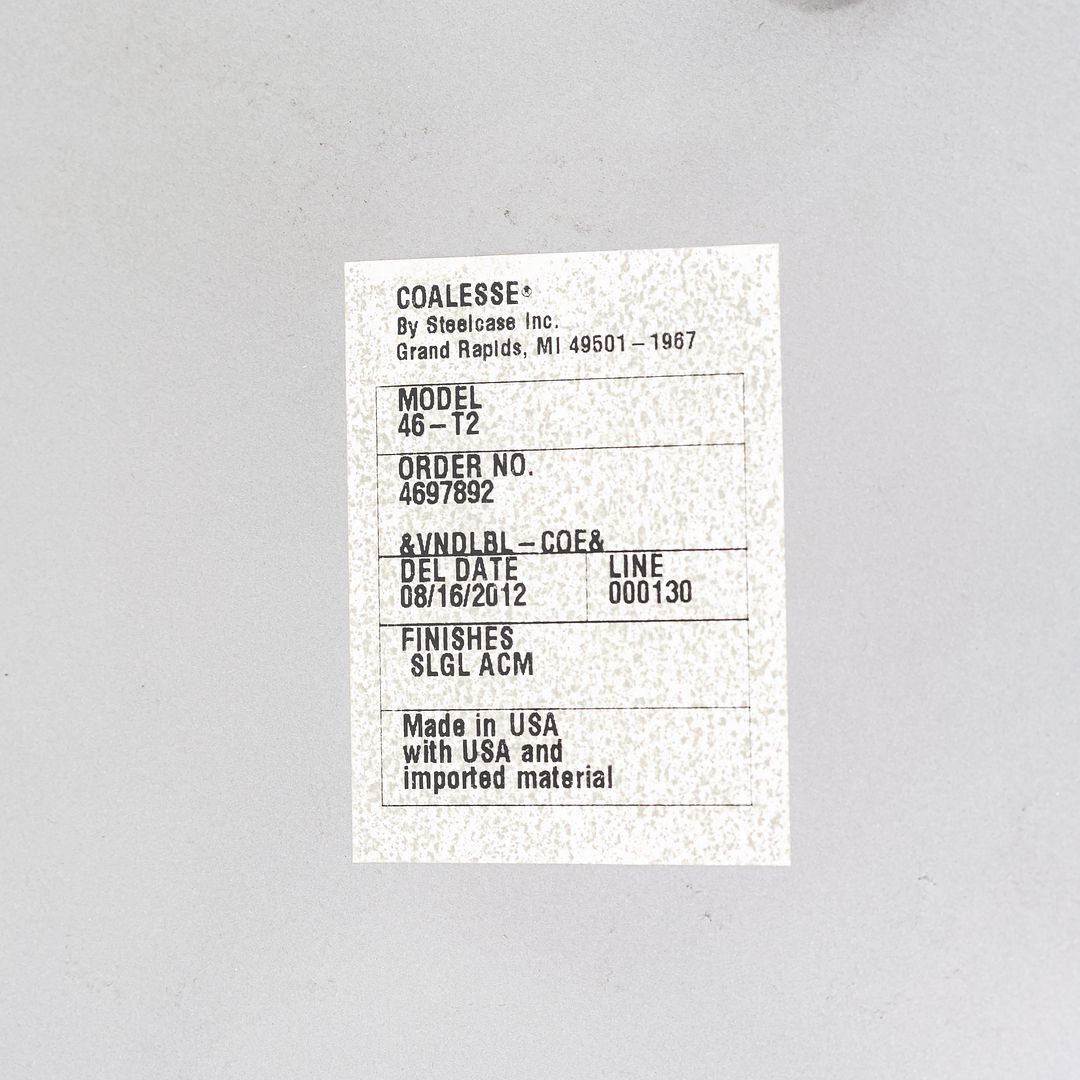 COALESSE®
By Steelcase Inc.
Grand Rapids, MI 49501-1967
MODEL
46-T2
ORDER NO.
4697892
&VNDLBL-COE&
DEL DATE
08/16/2012
LINE
000130
FINISHES
SLGL ACM
Made in USA
with USA and
imported material